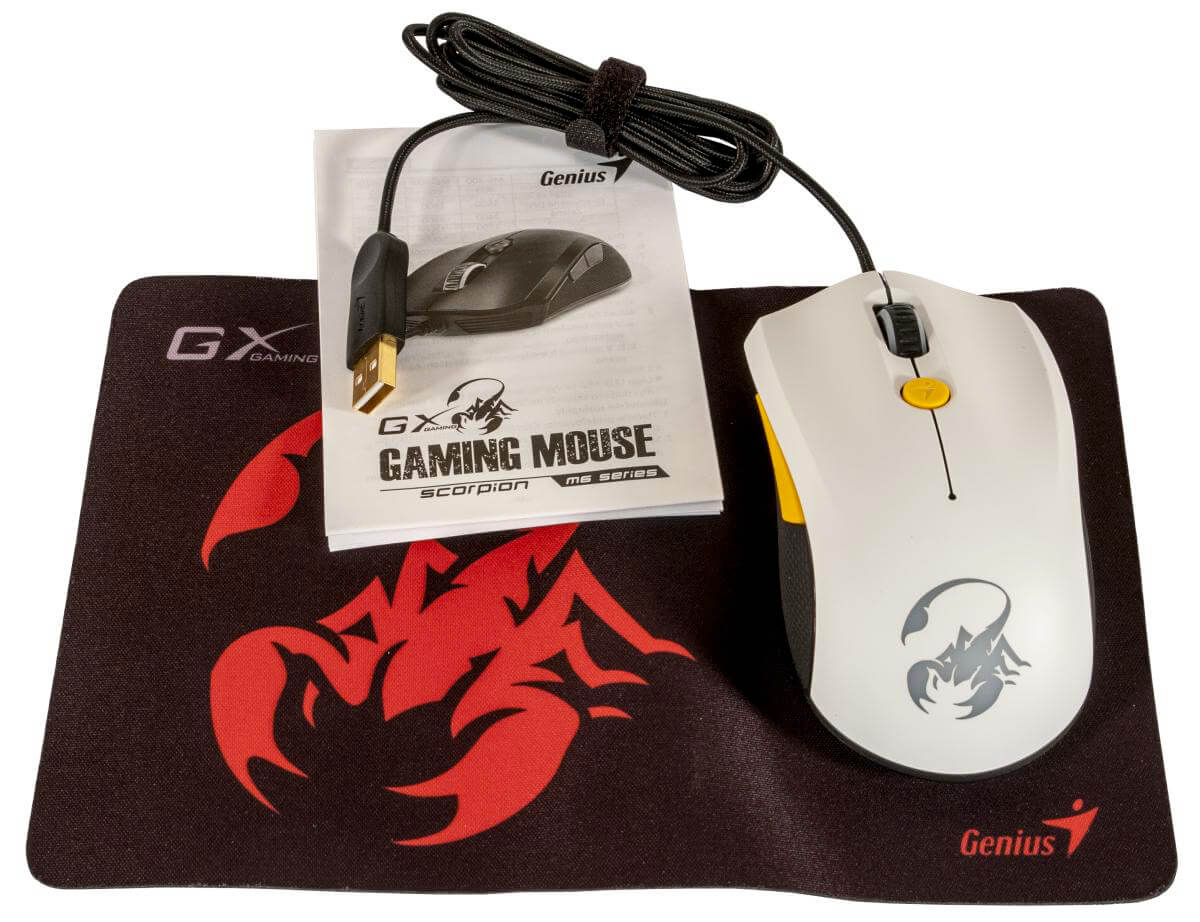 Genius
GX
GAMING
GX
GAMING
GAMING MOUSE
scorpion
m6 series
Genius